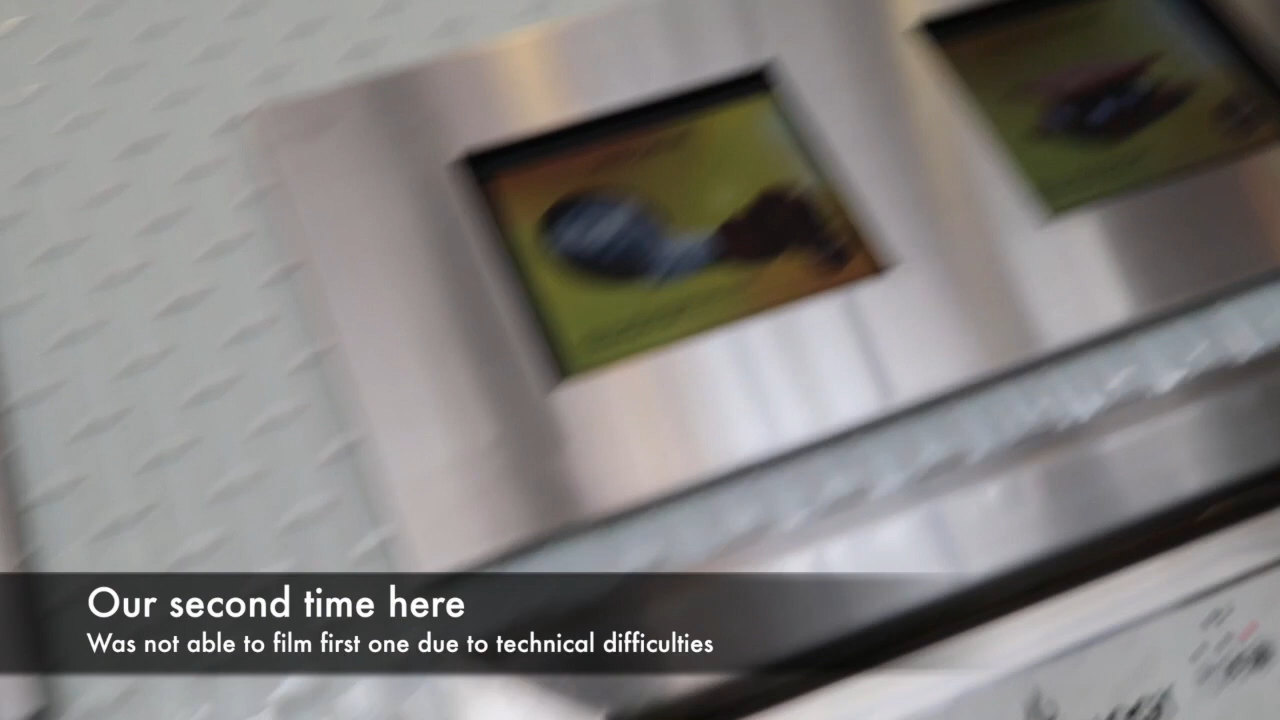 Our second time here
Was not able to film first one due to technical difficulties